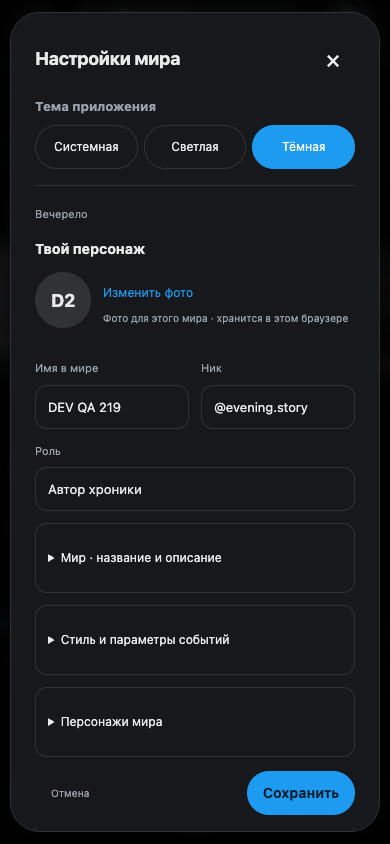 Настройки мира
Тема приложения
Системная Светлая Тёмная
Вечерело
Твой персонаж
D2
Изменить фото
Фото для этого мира · хранится в этом браузере
Имя в мире Ник
DEV QA 219 @evening.story
Роль
Автор хроники
Мир · название и описание
Стиль и параметры событий
Персонажи мира
Отмена Сохранить